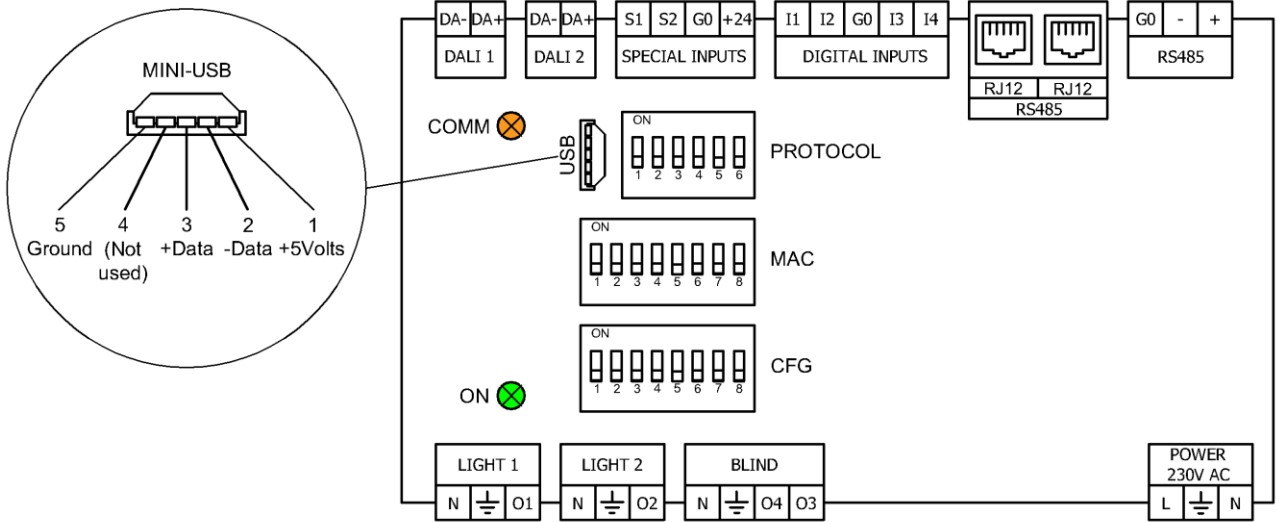 DA- DA+ DA- DA+ S1 S2 G0 +24 I1 I2 G0 I3 I4 G0 - +
DALI 1 DALI 2 SPECIAL INPUTS DIGITAL INPUTS RS485
RJ12 RJ12
RS485
MINI-USB
5 4 3 2 1
Ground (Not +Data -Data +5Volts
used)
COMM
USB
ON
1 2 3 4 5 6
PROTOCOL
ON
1 2 3 4 5 6 7 8
MAC
ON
1 2 3 4 5 6 7 8
CFG
ON
LIGHT 1 LIGHT 2 BLIND POWER
230V AC
N O1 N O2 N O4 O3 L N